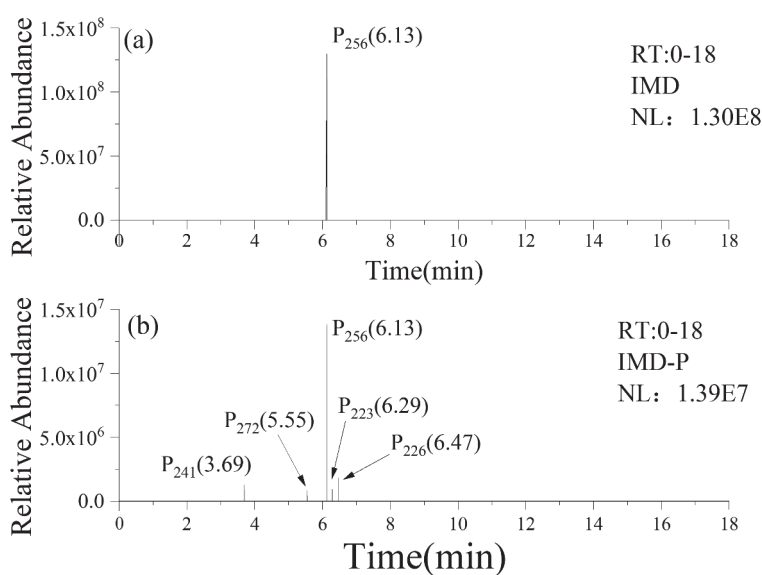 (a)
P256(6.13)
RT:0-18
IMD
NL：1.30E8
Relative Abundance
1.5x10^8
1.0x10^8
5.0x10^7
0.0
0 2 4 6 8 10 12 14 16 18
Time(min)
(b)
P256(6.13)
RT:0-18
IMD-P
NL：1.39E7
P272(5.55)
P223(6.29)
P241(3.69)
P226(6.47)
Relative Abundance
1.5x10^7
1.0x10^7
5.0x10^6
0.0
0 2 4 6 8 10 12 14 16 18
Time(min)